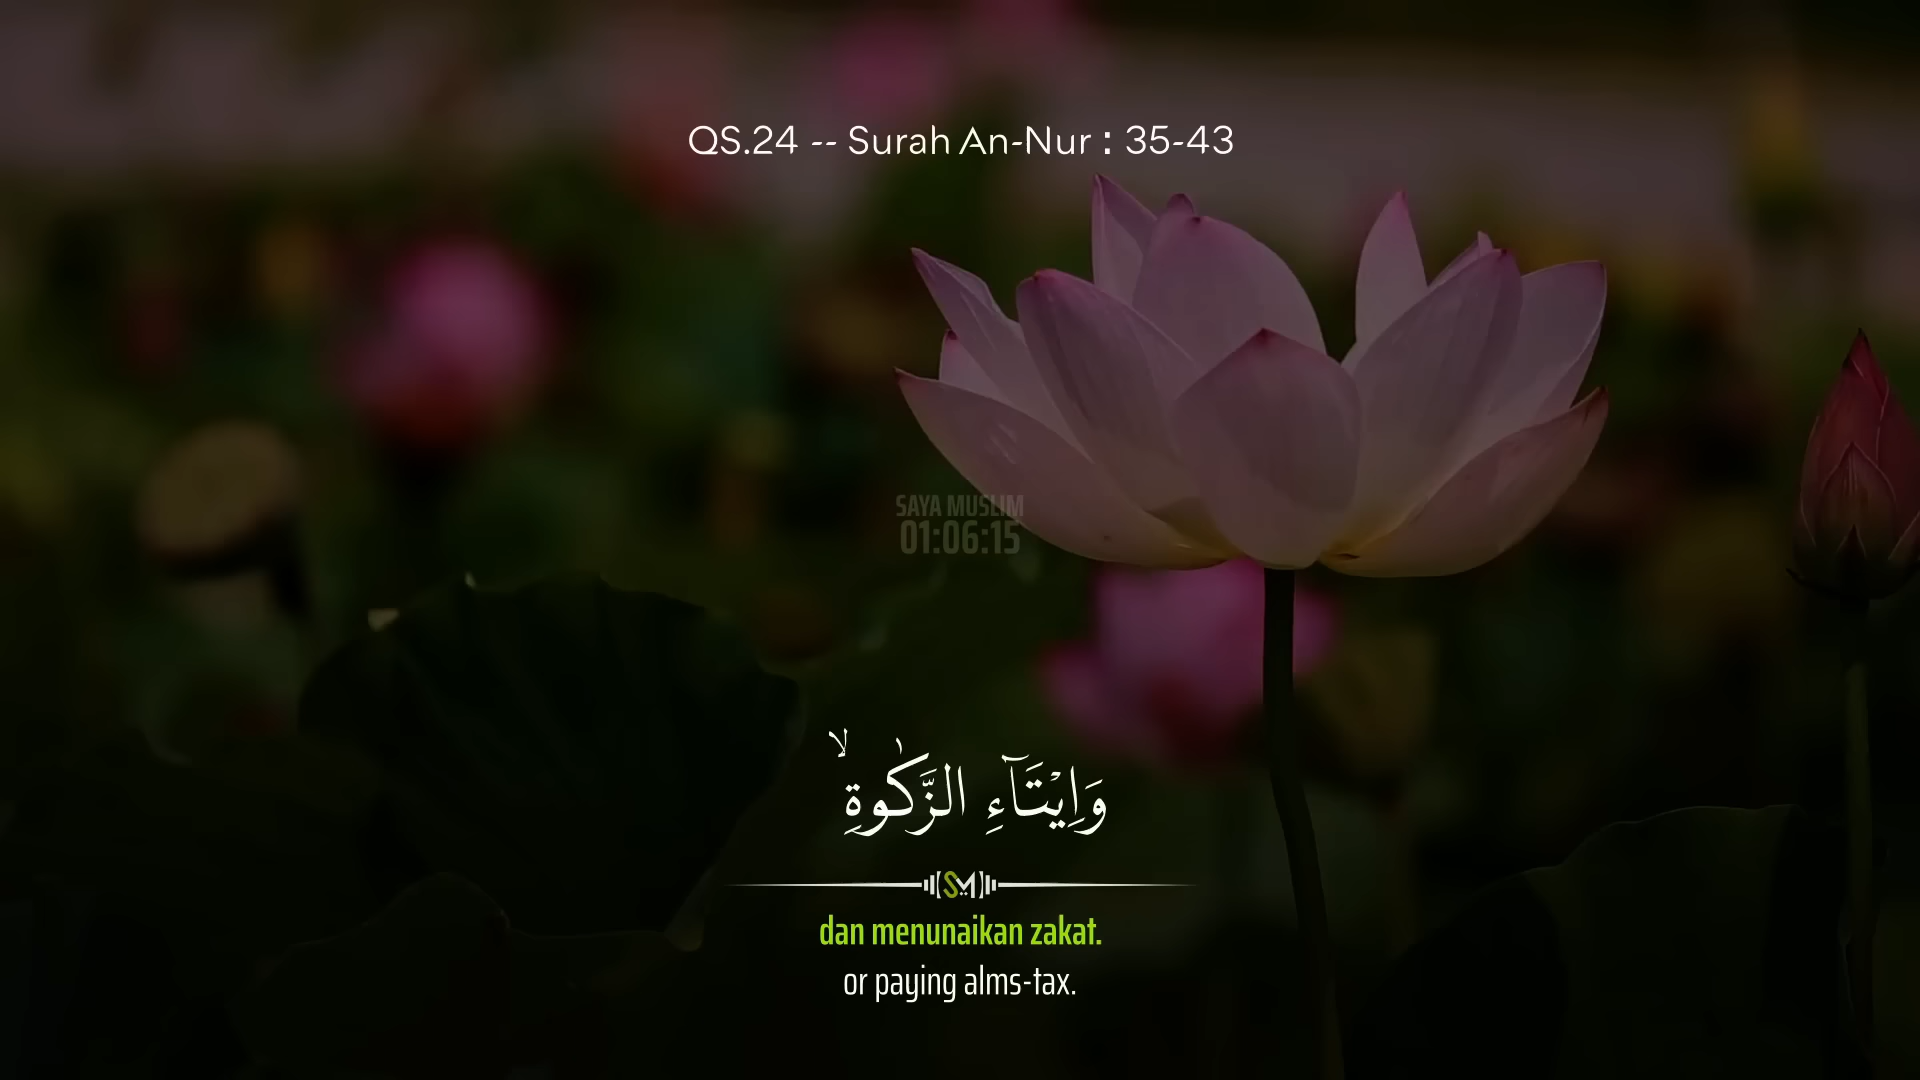 QS.24 -- Surah An-Nur : 35-43
SAYA MUSLIM
01:06:15
وَاِيْتَاۤءِ الزَّكٰوةِ ۙ
SM
dan menunaikan zakat.
or paying alms-tax.